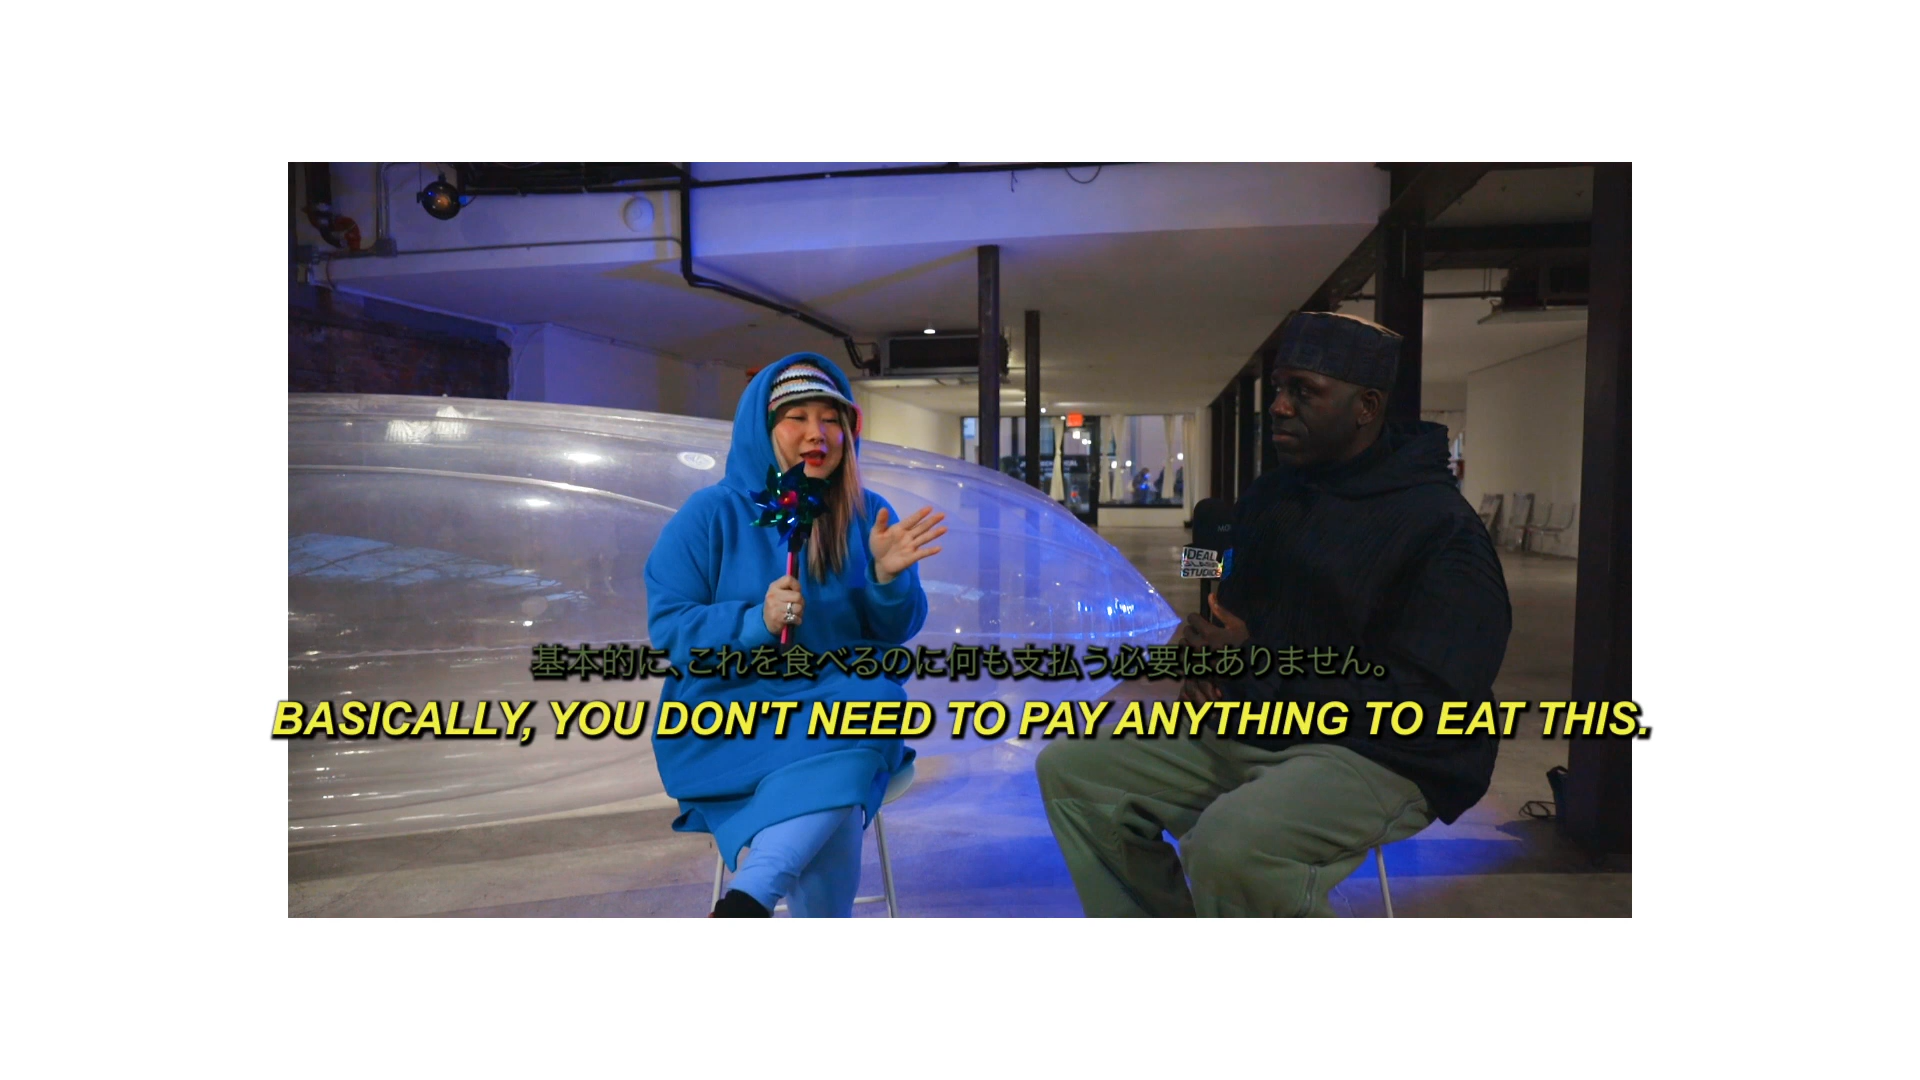 IDEAL
STUDIOS
基本的に、これを食べるのに何も支払う必要はありません。
BASICALLY, YOU DON'T NEED TO PAY ANYTHING TO EAT THIS.